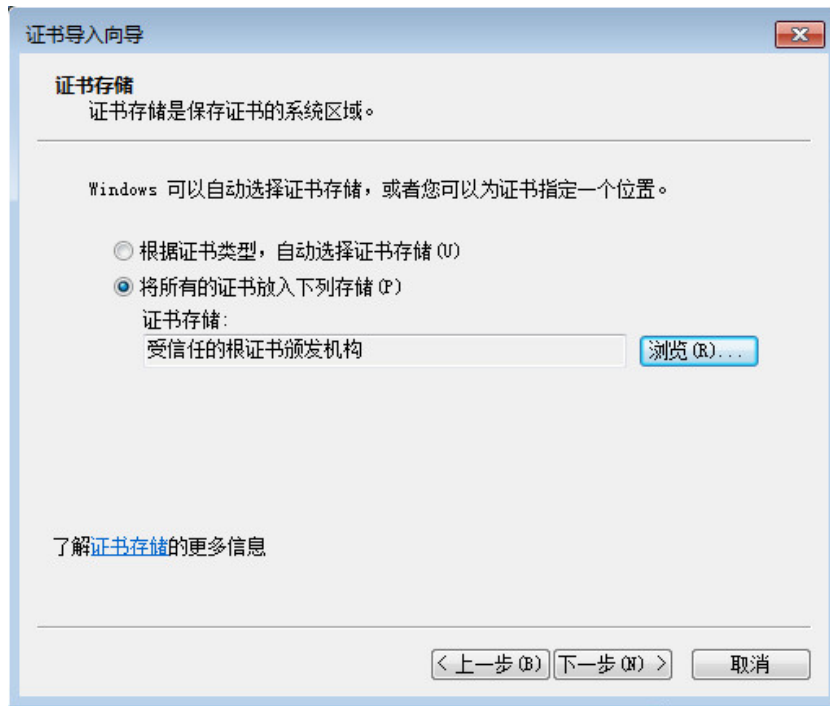 证书导入向导
证书存储
证书存储是保存证书的系统区域。
Windows 可以自动选择证书存储，或者您可以为证书指定一个位置。
根据证书类型，自动选择证书存储(U)
将所有的证书放入下列存储(P)
证书存储:
受信任的根证书颁发机构 浏览(R)...
了解证书存储的更多信息
< 上一步(B) 下一步(N) > 取消